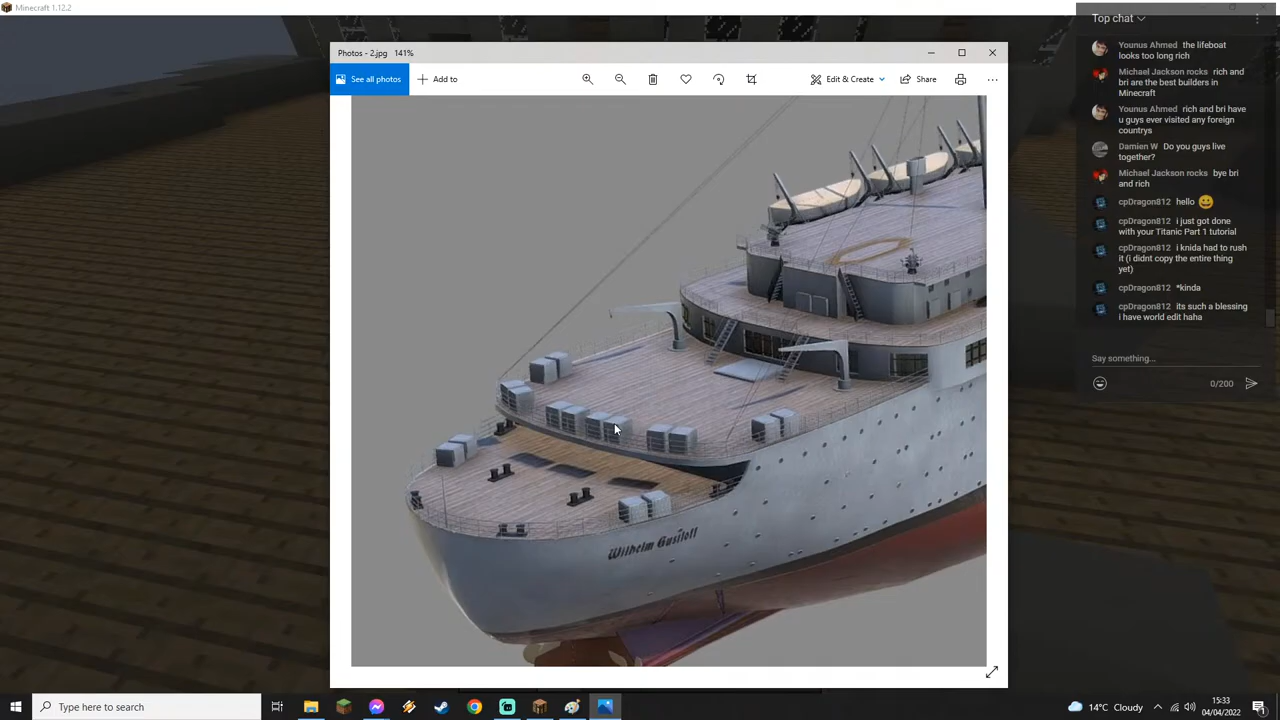 Minecraft 1.12.2
Photos - 2.jpg 141%
See all photos
Add to
Edit & Create
Share
Wilhelm Gustloff
Top chat
Younus Ahmed the lifeboat
looks too long rich
Michael Jackson rocks rich and
bri are the best builders in
Minecraft
Younus Ahmed rich and bri have
u guys ever visited any foreign
countrys
Damien W Do you guys live
together?
Michael Jackson rocks bye bri
and rich
cpDragon812 hello
cpDragon812 i just got done
with your Titanic Part 1 tutorial
cpDragon812 i knida had to rush
it (i didnt copy the entire thing
yet)
cpDragon812 *kinda
cpDragon812 its such a blessing
i have world edit haha
Say something...
0/200
Type here to search
14°C Cloudy
15:33
04/04/2022
1